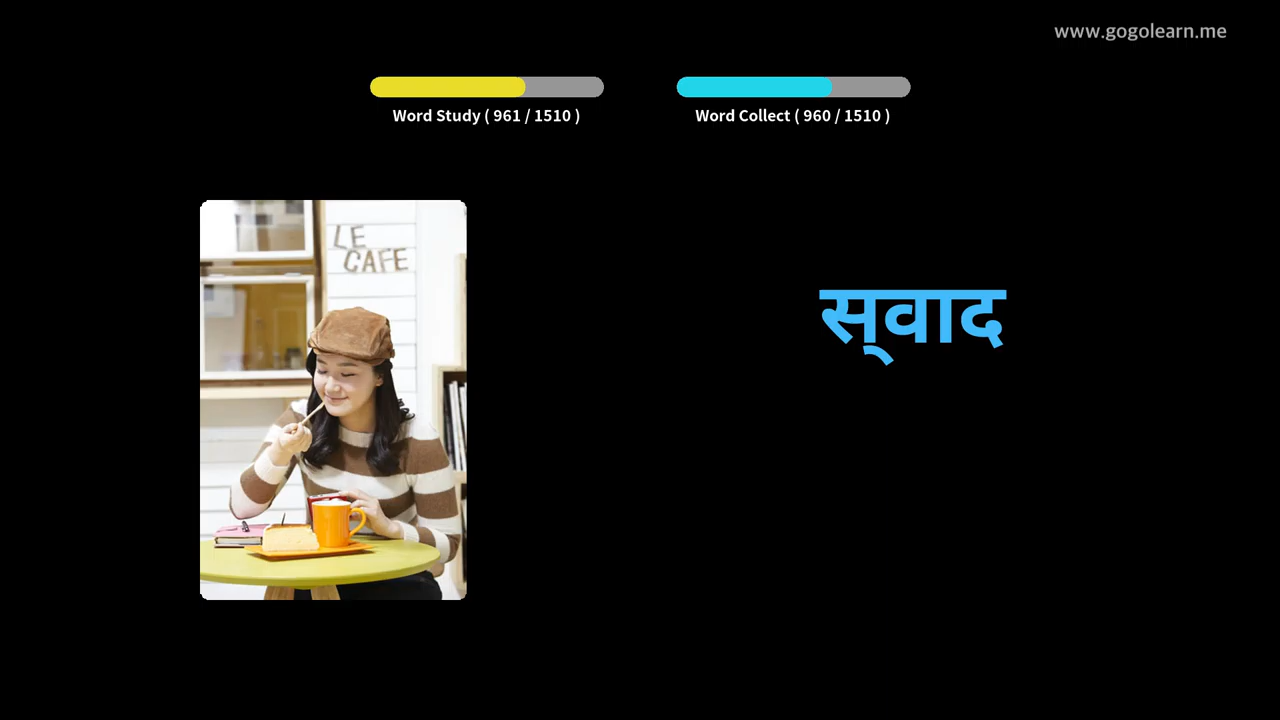 www.gogolearn.me
Word Study ( 961 / 1510 )
Word Collect ( 960 / 1510 )
LE
CAFE
स्‌वाद